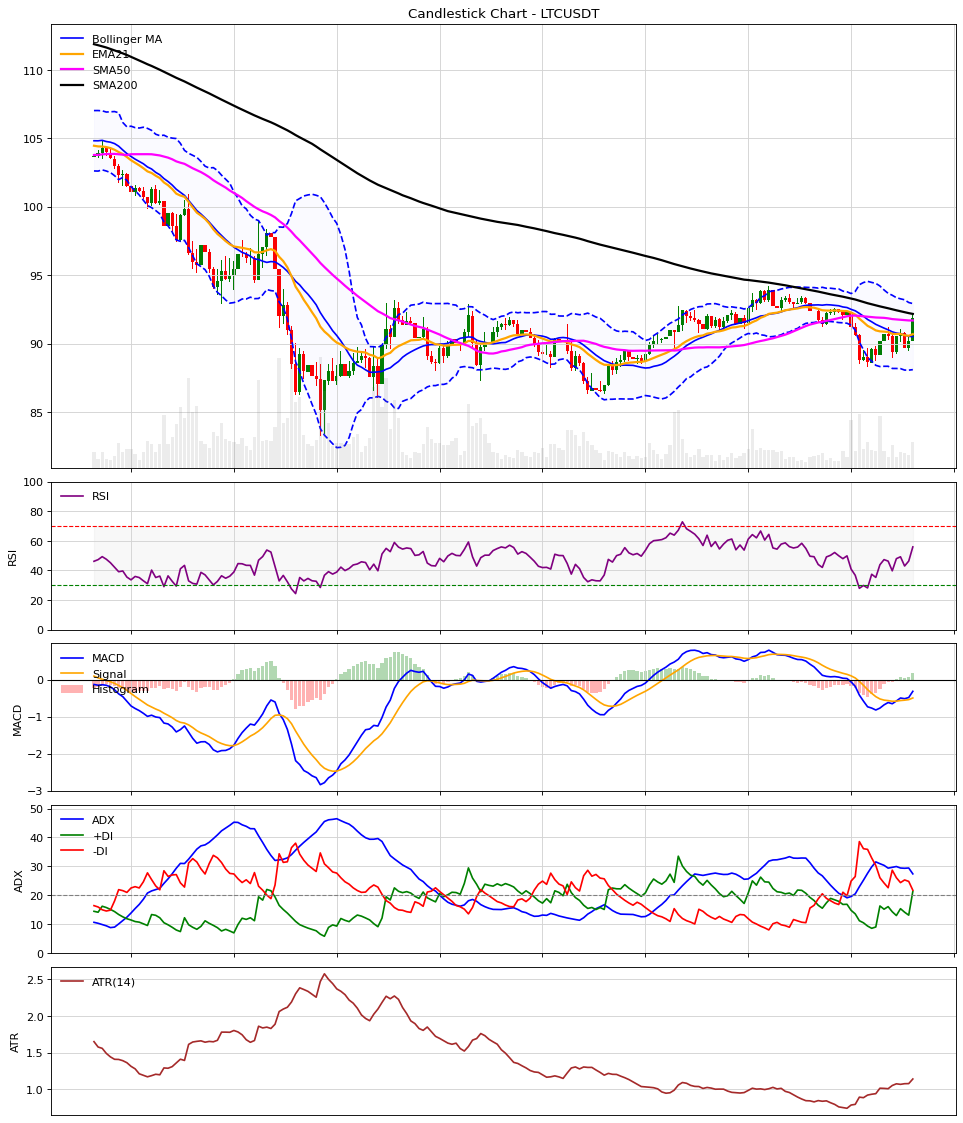 Candlestick Chart - LTCUSDT
Bollinger MA
EMA21
SMA50
SMA200
110
105
100
95
90
85
RSI
100
80
60
40
20
0
RSI
MACD
Signal
Histogram
0
−1
−2
−3
MACD
ADX
+DI
-DI
50
40
30
20
10
0
ADX
ATR(14)
2.5
2.0
1.5
1.0
ATR